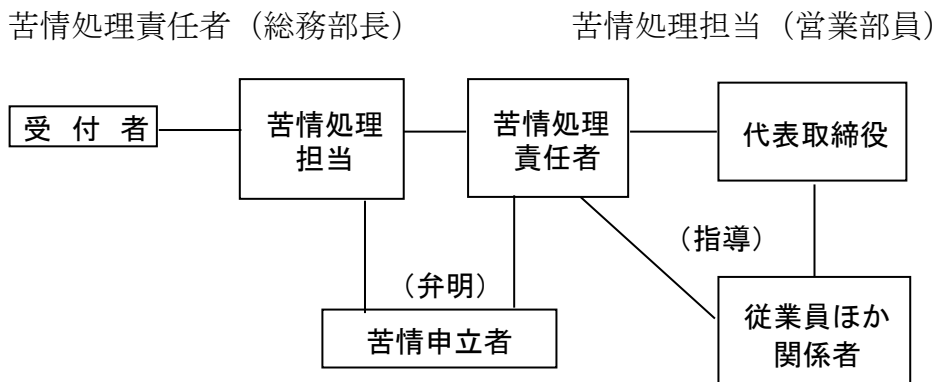 苦情処理責任者（総務部長）　　　苦情処理担当（営業部員）
受　付　者
苦情処理
担当
苦情処理
責任者
代表取締役
（指導）
（弁明）
苦情申立者
従業員ほか
関係者